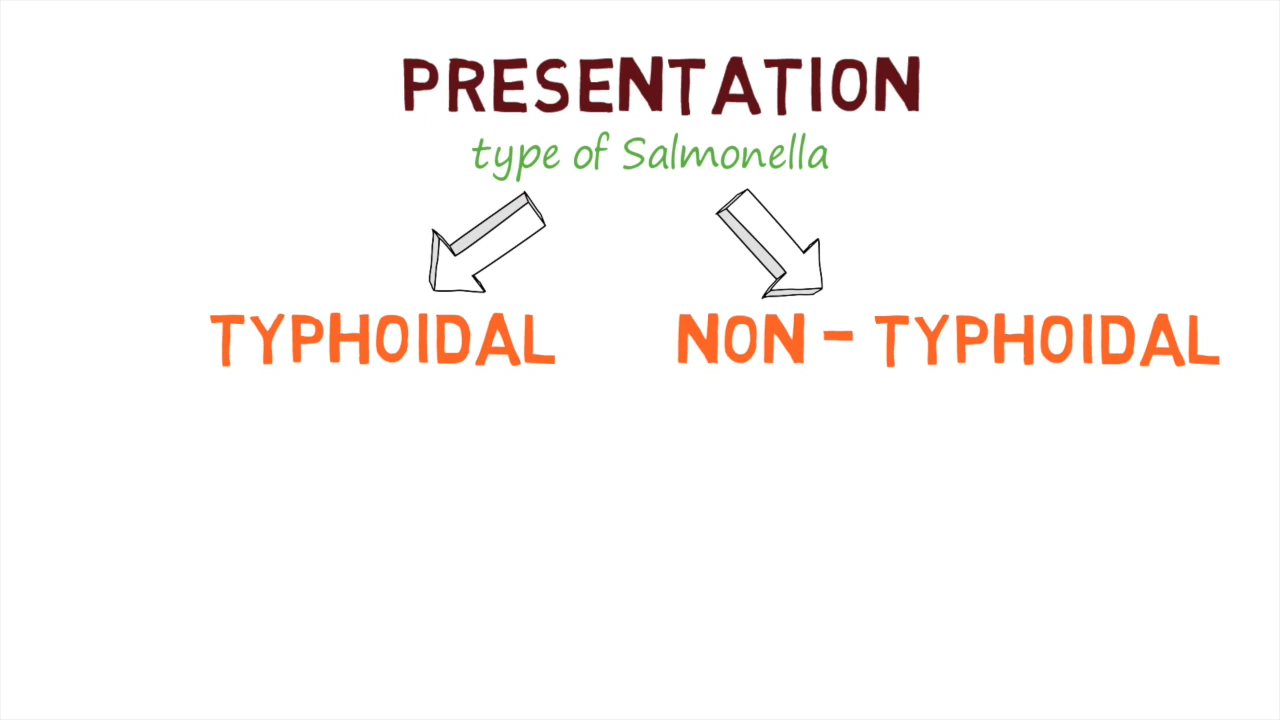 PRESENTATION
type of Salmonella
TYPHOIDAL
NON - TYPHOIDAL